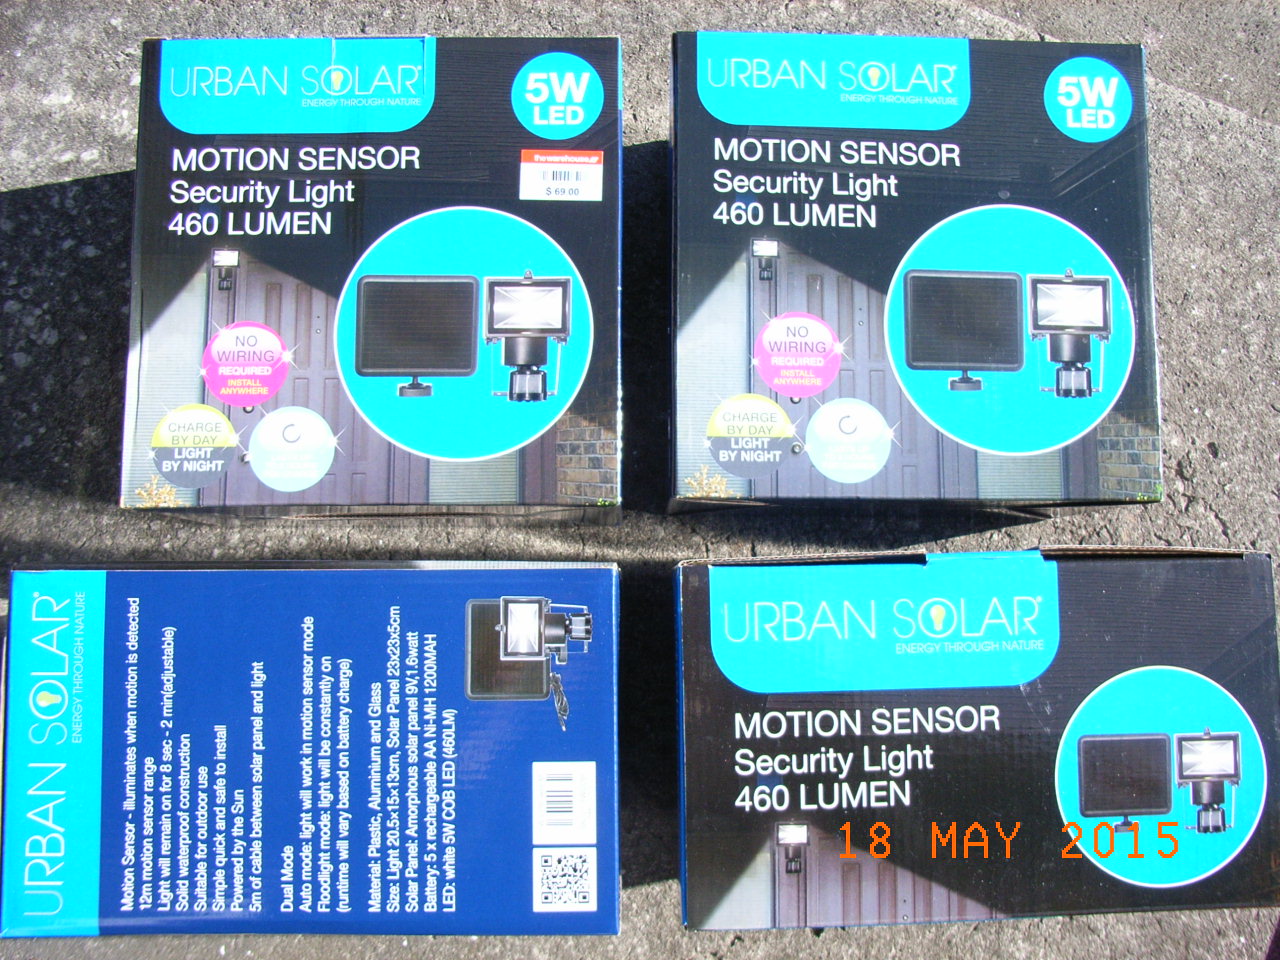 URBAN SOLAR
ENERGY THROUGH NATURE
5W
LED
MOTION SENSOR
Security Light
460 LUMEN
the warehouse
$ 69.00
NO
WIRING
REQUIRED
INSTALL
ANYWHERE
CHARGE
BY DAY
LIGHT
BY NIGHT
URBAN SOLAR
ENERGY THROUGH NATURE
5W
LED
MOTION SENSOR
Security Light
460 LUMEN
NO
WIRING
REQUIRED
INSTALL
ANYWHERE
CHARGE
BY DAY
LIGHT
BY NIGHT
URBAN SOLAR
ENERGY THROUGH NATURE
Motion Sensor - illuminates when motion is detected
12m motion sensor range
Light will remain on for 8 sec - 2 min(adjustable)
Solid waterproof construction
Suitable for outdoor use
Simple quick and safe to install
Powered by the Sun
5m of cable between solar panel and light
Dual Mode
Auto mode: light will work in motion sensor mode
Floodlight mode: light will be constantly on
(runtime will vary based on battery charge)
Material: Plastic, Aluminium and Glass
Size: Light 20.5x15x13cm, Solar Panel 23x23x5cm
Solar Panel: Amorphous solar panel 9V,1.6watt
Battery: 5 x rechargeable AA Ni-MH 1200MAH
LED: white 5W COB LED (460LM)
URBAN SOLAR
ENERGY THROUGH NATURE
MOTION SENSOR
Security Light
460 LUMEN
18 MAY 2015